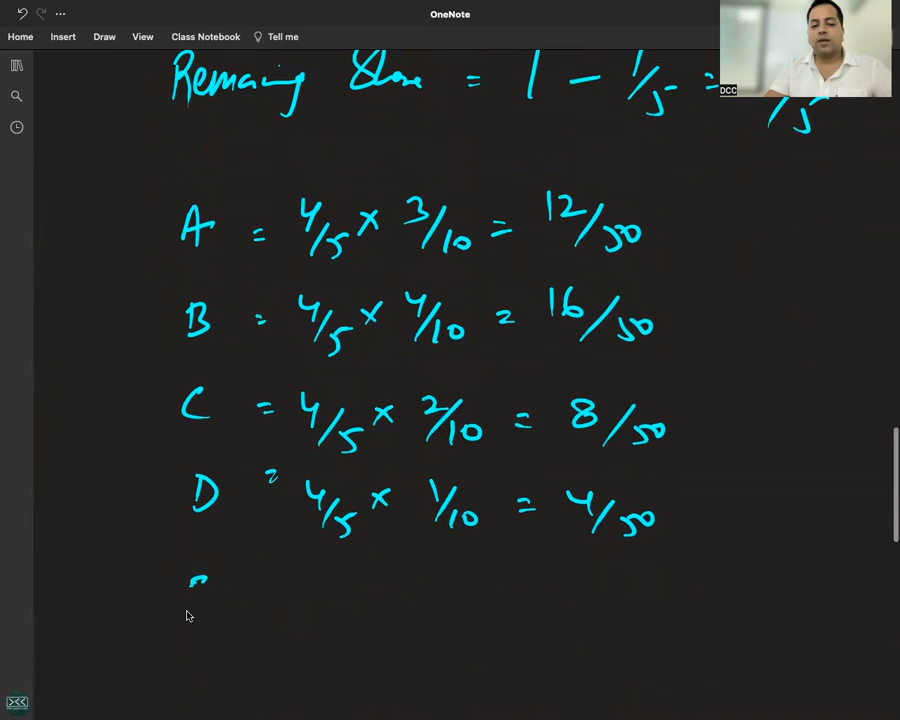 OneNote
Home Insert Draw View Class Notebook Tell me
DCC
Remaining Share = 1 - 1/5 = /5
A = 4/5 x 3/10 = 12/50
B = 4/5 x 4/10 = 16/50
C = 4/5 x 2/10 = 8/50
D = 4/5 x 1/10 = 4/50